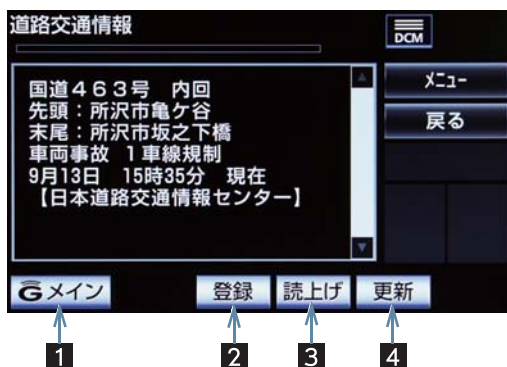 道路交通情報
DCM
国道463号 内回
先頭：所沢市亀ケ谷
末尾：所沢市坂之下橋
車両事故 1車線規制
9月13日 15時35分 現在
【日本道路交通情報センター】
メニュー
戻る
Gメイン 登録 読上げ 更新
1 2 3 4